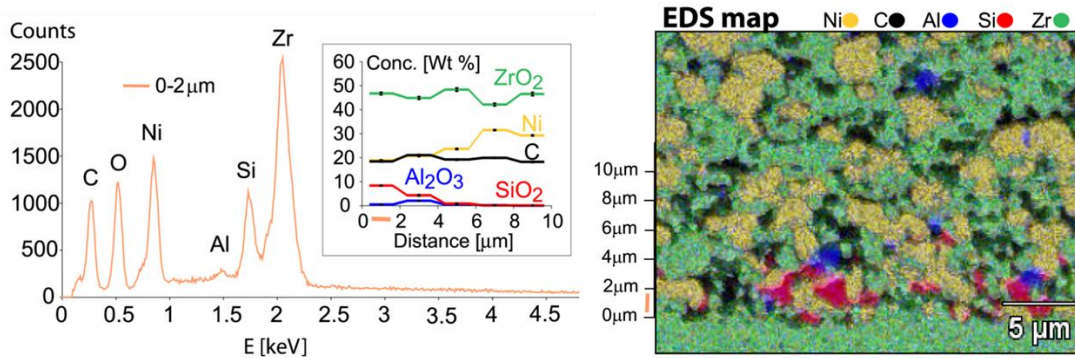 Counts
2500
2000
1500
1000
500
0
0 0.5 1 1.5 2 2.5 3 3.5 4 4.5
E [keV]
0-2μm
C
O
Ni
Al
Si
Zr
Conc. [Wt %]
60
50
40
30
20
10
0
0 2 4 6 8 10
Distance [μm]
ZrO₂
Ni
C
Al₂O₃
SiO₂
EDS map
Ni C Al Si Zr
10μm
8μm
6μm
4μm
2μm
0μm
5 μm